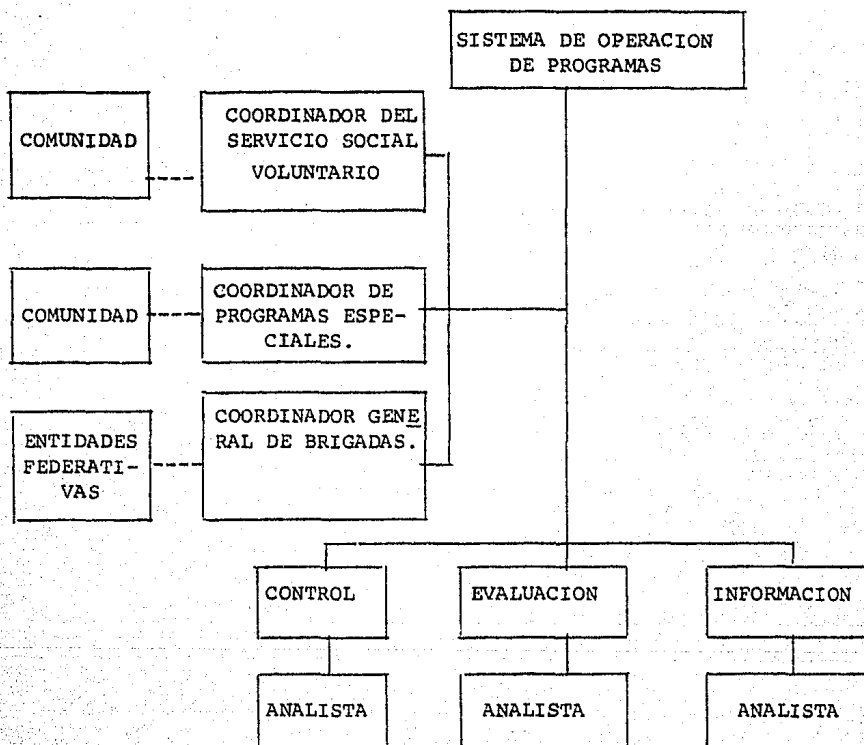 SISTEMA DE OPERACION
DE PROGRAMAS
COMUNIDAD
COORDINADOR DEL
SERVICIO SOCIAL
VOLUNTARIO
COMUNIDAD
COORDINADOR DE
PROGRAMAS ESPE-
CIALES.
ENTIDADES
FEDERATI-
VAS
COORDINADOR GENE
RAL DE BRIGADAS.
CONTROL
EVALUACION
INFORMACION
ANALISTA
ANALISTA
ANALISTA